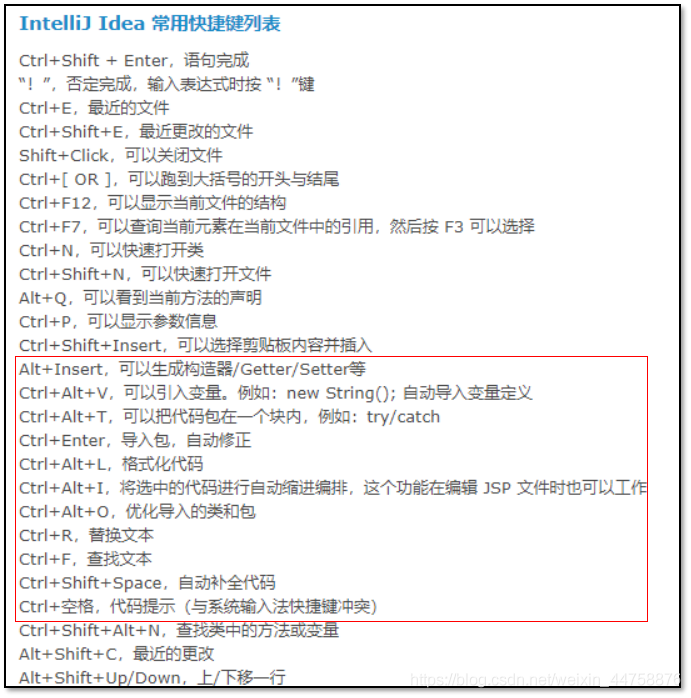 IntelliJ Idea 常用快捷键列表
Ctrl+Shift + Enter，语句完成
“！”，否定完成，输入表达式时按 “！”键
Ctrl+E，最近的文件
Ctrl+Shift+E，最近更改的文件
Shift+Click，可以关闭文件
Ctrl+[ OR ]，可以跑到大括号的开头与结尾
Ctrl+F12，可以显示当前文件的结构
Ctrl+F7，可以查询当前元素在当前文件中的引用，然后按 F3 可以选择
Ctrl+N，可以快速打开类
Ctrl+Shift+N，可以快速打开文件
Alt+Q，可以看到当前方法的声明
Ctrl+P，可以显示参数信息
Ctrl+Shift+Insert，可以选择剪贴板内容并插入
Alt+Insert，可以生成构造器/Getter/Setter等
Ctrl+Alt+V，可以引入变量。例如：new String(); 自动导入变量定义
Ctrl+Alt+T，可以把代码包在一个块内，例如：try/catch
Ctrl+Enter，导入包，自动修正
Ctrl+Alt+L，格式化代码
Ctrl+Alt+I，将选中的代码进行自动缩进编排，这个功能在编辑 JSP 文件时也可以工作
Ctrl+Alt+O，优化导入的类和包
Ctrl+R，替换文本
Ctrl+F，查找文本
Ctrl+Shift+Space，自动补全代码
Ctrl+空格，代码提示（与系统输入法快捷键冲突）
Ctrl+Shift+Alt+N，查找类中的方法或变量
Alt+Shift+C，最近的更改
Alt+Shift+Up/Down，上/下移一行
https://blog.csdn.net/weixin_44758876